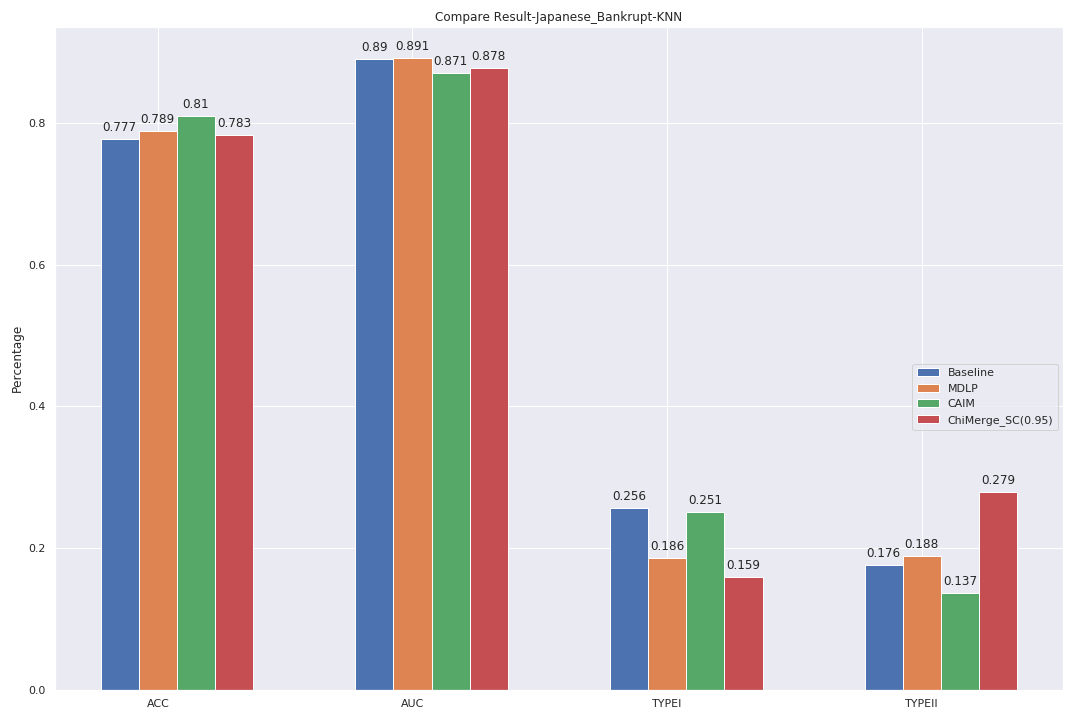 Compare Result-Japanese_Bankrupt-KNN
Percentage
0.8
0.6
0.4
0.2
0.0
0.777
0.789
0.81
0.783
0.89
0.891
0.871
0.878
0.256
0.186
0.251
0.159
0.176
0.188
0.137
0.279
Baseline
MDLP
CAIM
ChiMerge_SC(0.95)
ACC
AUC
TYPEI
TYPEII